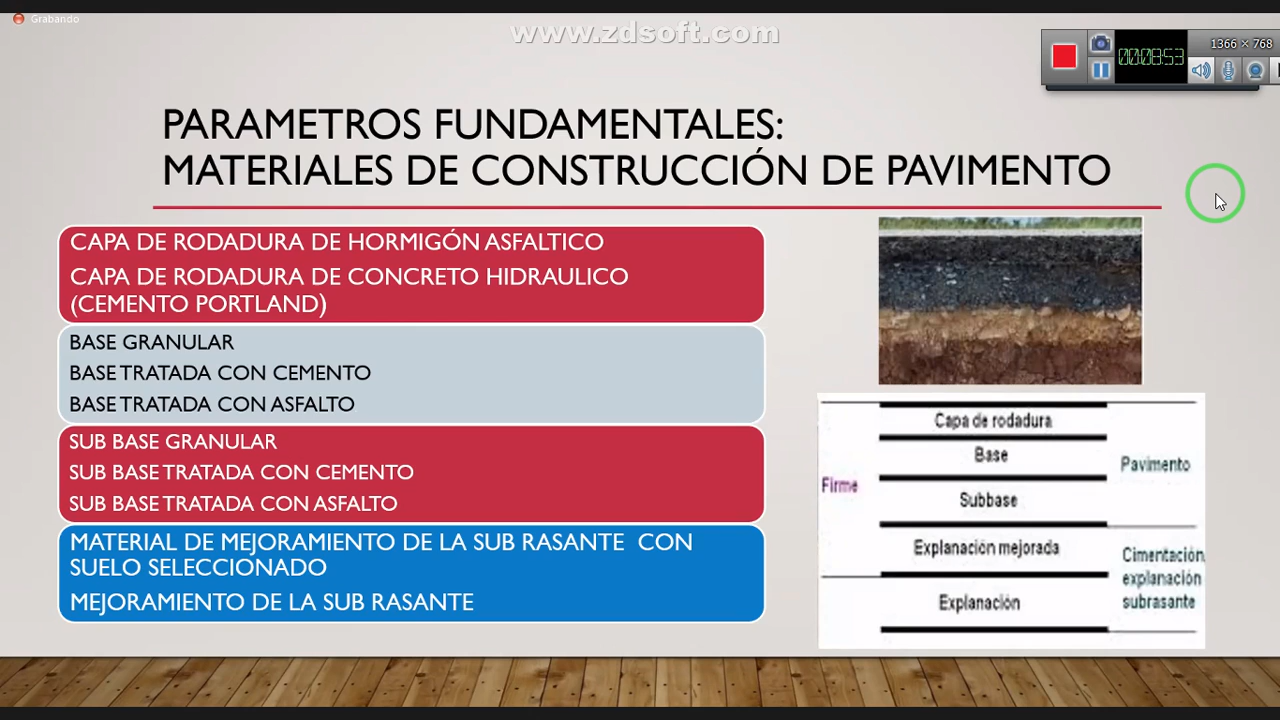 Grabando
www.zdsoft.com
1366 × 768
00:08:53
PARAMETROS FUNDAMENTALES:
MATERIALES DE CONSTRUCCIÓN DE PAVIMENTO
CAPA DE RODADURA DE HORMIGÓN ASFALTICO
CAPA DE RODADURA DE CONCRETO HIDRAULICO
(CEMENTO PORTLAND)
BASE GRANULAR
BASE TRATADA CON CEMENTO
BASE TRATADA CON ASFALTO
SUB BASE GRANULAR
SUB BASE TRATADA CON CEMENTO
SUB BASE TRATADA CON ASFALTO
MATERIAL DE MEJORAMIENTO DE LA SUB RASANTE CON
SUELO SELECCIONADO
MEJORAMIENTO DE LA SUB RASANTE
Capa de rodadura
Base
Subbase
Explanación mejorada
Explanación
Firme
Pavimento
Cimentación,
explanación
subrasante